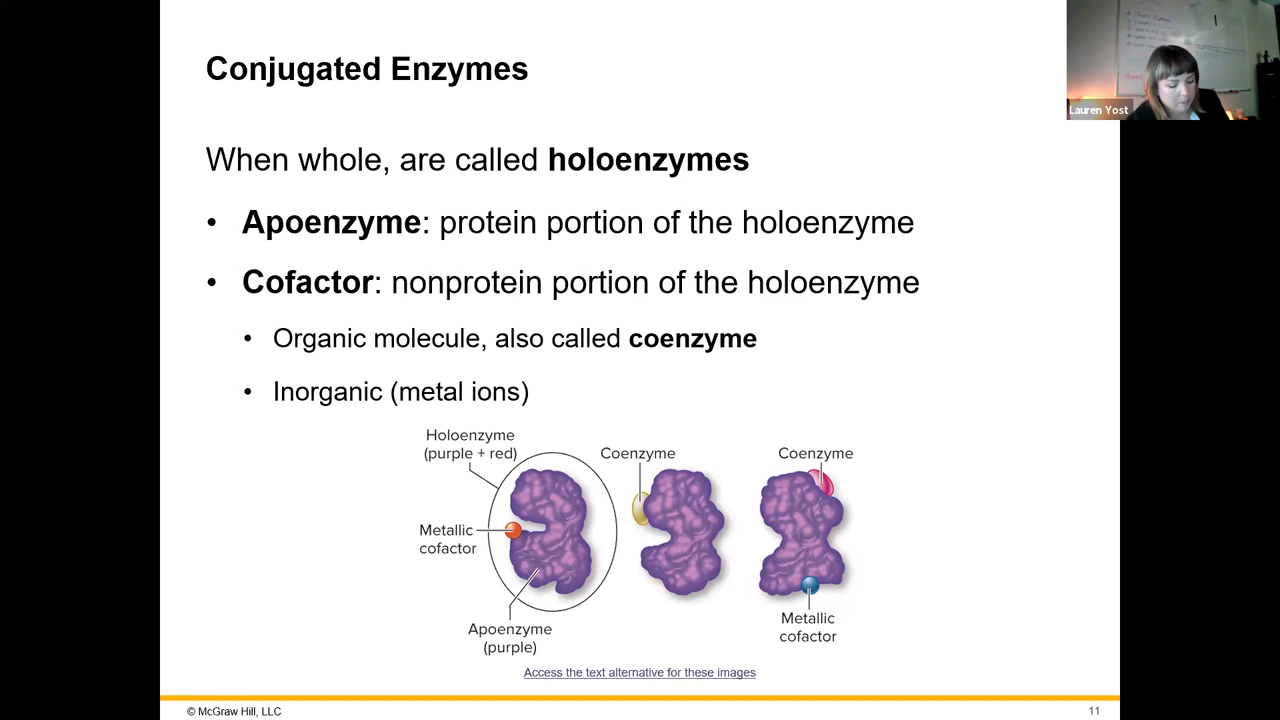 Conjugated Enzymes
Lauren Yost
When whole, are called holoenzymes
• Apoenzyme: protein portion of the holoenzyme
• Cofactor: nonprotein portion of the holoenzyme
• Organic molecule, also called coenzyme
• Inorganic (metal ions)
Holoenzyme
(purple + red)
Coenzyme
Coenzyme
Metallic
cofactor
Apoenzyme
(purple)
Metallic
cofactor
Access the text alternative for these images
© McGraw Hill, LLC
11